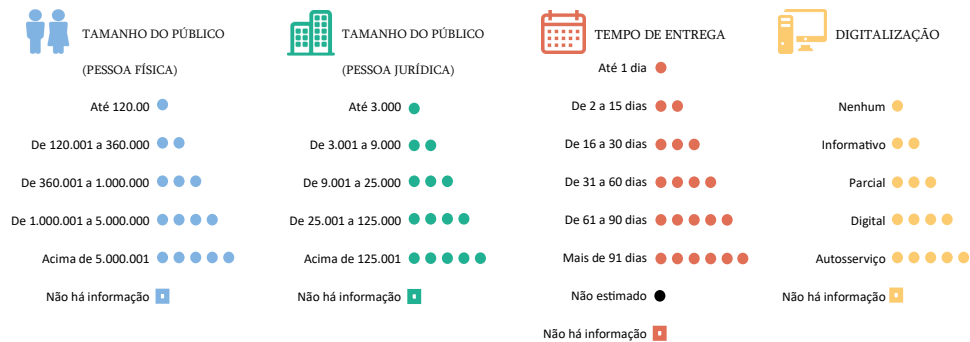 TAMANHO DO PÚBLICO
(PESSOA FÍSICA)
Até 120.00
De 120.001 a 360.000
De 360.001 a 1.000.000
De 1.000.001 a 5.000.000
Acima de 5.000.001
Não há informação
TAMANHO DO PÚBLICO
(PESSOA JURÍDICA)
Até 3.000
De 3.001 a 9.000
De 9.001 a 25.000
De 25.001 a 125.000
Acima de 125.001
Não há informação
TEMPO DE ENTREGA
Até 1 dia
De 2 a 15 dias
De 16 a 30 dias
De 31 a 60 dias
De 61 a 90 dias
Mais de 91 dias
Não estimado
Não há informação
DIGITALIZAÇÃO
Nenhum
Informativo
Parcial
Digital
Autosserviço
Não há informação